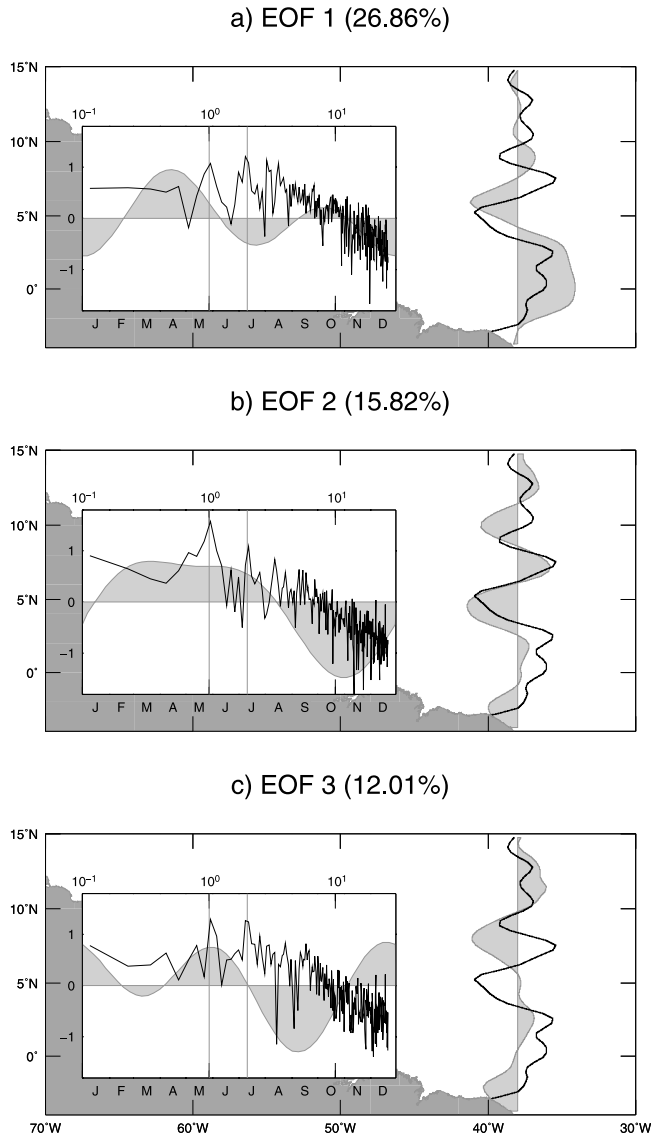 a) EOF 1 (26.86%)
15°N
10⁻¹ 10⁰ 10¹
10°N
1
5°N
0
-1
0°
J F M A M J J A S O N D
b) EOF 2 (15.82%)
15°N
10⁻¹ 10⁰ 10¹
10°N
1
5°N
0
-1
0°
J F M A M J J A S O N D
c) EOF 3 (12.01%)
15°N
10⁻¹ 10⁰ 10¹
10°N
1
5°N
0
-1
0°
J F M A M J J A S O N D
70°W 60°W 50°W 40°W 30°W